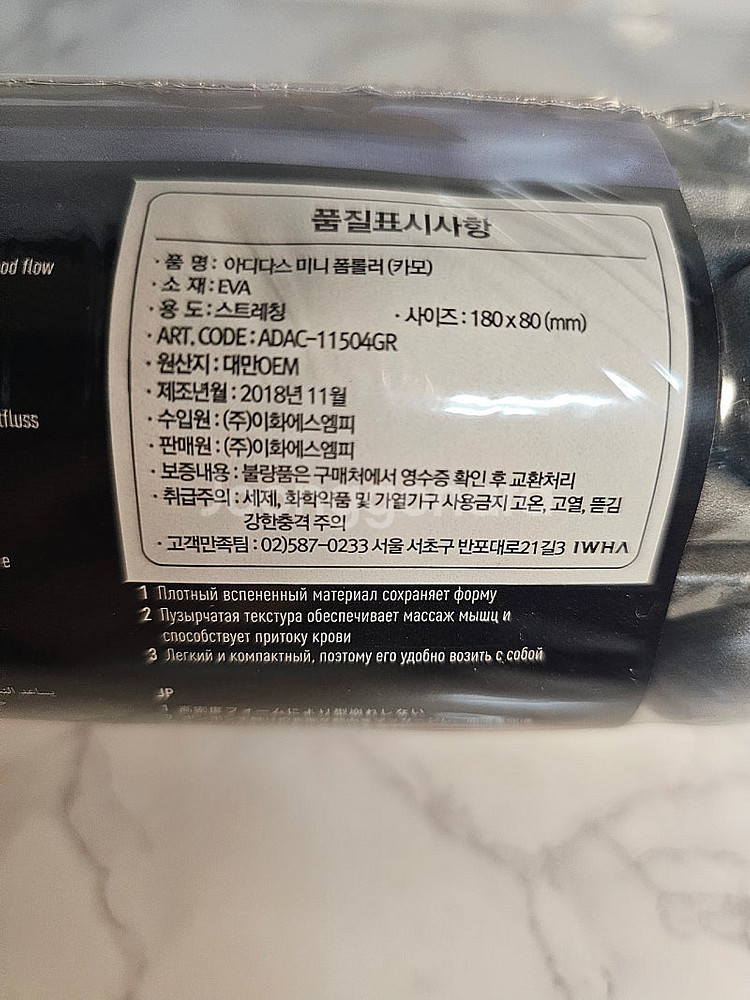 od flow
tfluss
e
품질표시사항
· 품 명 : 아디다스 미니 폼롤러 (카모)
· 소 재 : EVA
· 용 도 : 스트레칭 · 사이즈 : 180 x 80 (mm)
· ART. CODE : ADAC-11504GR
· 원산지 : 대만OEM
· 제조년월 : 2018년 11월
· 수입원 : (주)이화에스엠피
· 판매원 : (주)이화에스엠피
· 보증내용 : 불량품은 구매처에서 영수증 확인 후 교환처리
· 취급주의 : 세제, 화학약품 및 가열기구 사용금지 고온, 고열, 뜯김
강한충격 주의
· 고객만족팀 : 02)587-0233 서울 서초구 반포대로21길3 IWHA
1 Плотный вспененный материал сохраняет форму
2 Пузырчатая текстура обеспечивает массаж мышц и
способствует притоку крови
3 Легкий и компактный, поэтому его удобно возить с собой
JP